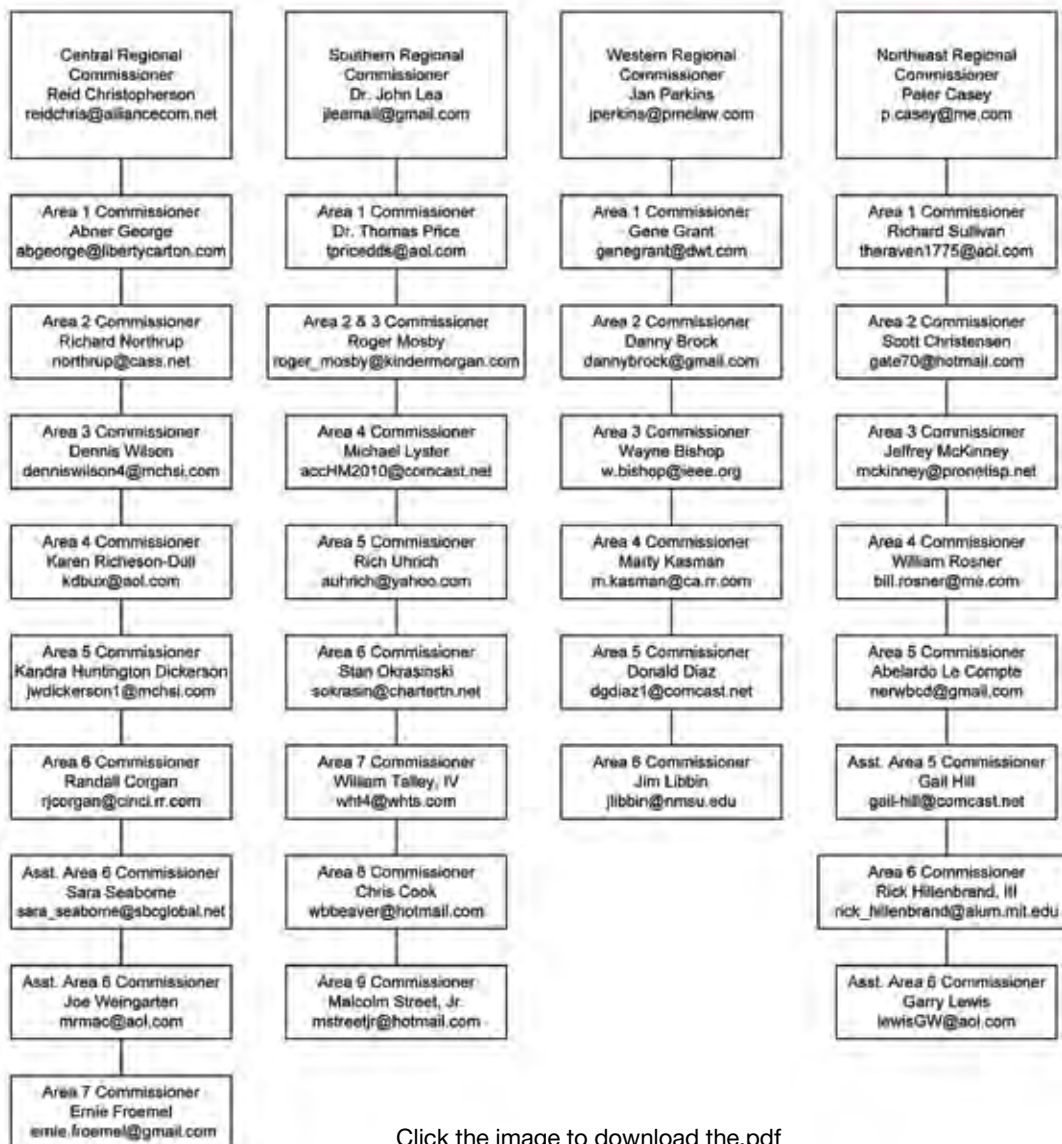 Central Regional
Commissioner
Reid Christopherson
reidchris@alliancecom.net
Area 1 Commissioner
Abner George
abgeorge@libertycarton.com
Area 2 Commissioner
Richard Northrup
northrup@cass.net
Area 3 Commissioner
Dennis Wilson
denniswilson4@mchsi.com
Area 4 Commissioner
Karen Richeson-Dull
kdbux@aol.com
Area 5 Commissioner
Kandra Huntington Dickerson
jwdickerson1@mchsi.com
Area 6 Commissioner
Randall Corgan
rjcorgan@cinci.rr.com
Asst. Area 6 Commissioner
Sara Seaborne
sara_seaborne@sbcglobal.net
Asst. Area 6 Commissioner
Joe Weingarten
mrmac@aol.com
Area 7 Commissioner
Ernie Froemel
ernie.froemel@gmail.com
Southern Regional
Commissioner
Dr. John Lea
jleamail@gmail.com
Area 1 Commissioner
Dr. Thomas Price
tpricedds@aol.com
Area 2 & 3 Commissioner
Roger Mosby
roger_mosby@kindermorgan.com
Area 4 Commissioner
Michael Lyster
accHM2010@comcast.net
Area 5 Commissioner
Rich Uhrich
auhrich@yahoo.com
Area 6 Commissioner
Stan Okrasinski
sokrasin@chartertn.net
Area 7 Commissioner
William Talley, IV
wht4@whts.com
Area 8 Commissioner
Chris Cook
wbbeaver@hotmail.com
Area 9 Commissioner
Malcolm Street, Jr.
mstreetjr@hotmail.com
Western Regional
Commissioner
Jan Perkins
jperkins@pmclaw.com
Area 1 Commissioner
Gene Grant
genegrant@dwt.com
Area 2 Commissioner
Danny Brock
dannybrock@gmail.com
Area 3 Commissioner
Wayne Bishop
w.bishop@ieee.org
Area 4 Commissioner
Marty Kasman
m.kasman@ca.rr.com
Area 5 Commissioner
Donald Diaz
dgdiaz1@comcast.net
Area 6 Commissioner
Jim Libbin
jlibbin@nmsu.edu
Northeast Regional
Commissioner
Peter Casey
p.casey@me.com
Area 1 Commissioner
Richard Sullivan
theraven1775@aol.com
Area 2 Commissioner
Scott Christensen
gate70@hotmail.com
Area 3 Commissioner
Jeffrey McKinney
mckinney@pronetisp.net
Area 4 Commissioner
William Rosner
bill.rosner@me.com
Area 5 Commissioner
Abelardo Le Compte
nerwbcd@gmail.com
Asst. Area 5 Commissioner
Gail Hill
gail-hill@comcast.net
Area 6 Commissioner
Rick Hillenbrand, III
rick_hillenbrand@alum.mit.edu
Asst. Area 6 Commissioner
Garry Lewis
lewisGW@aol.com
Click the image to download the.pdf